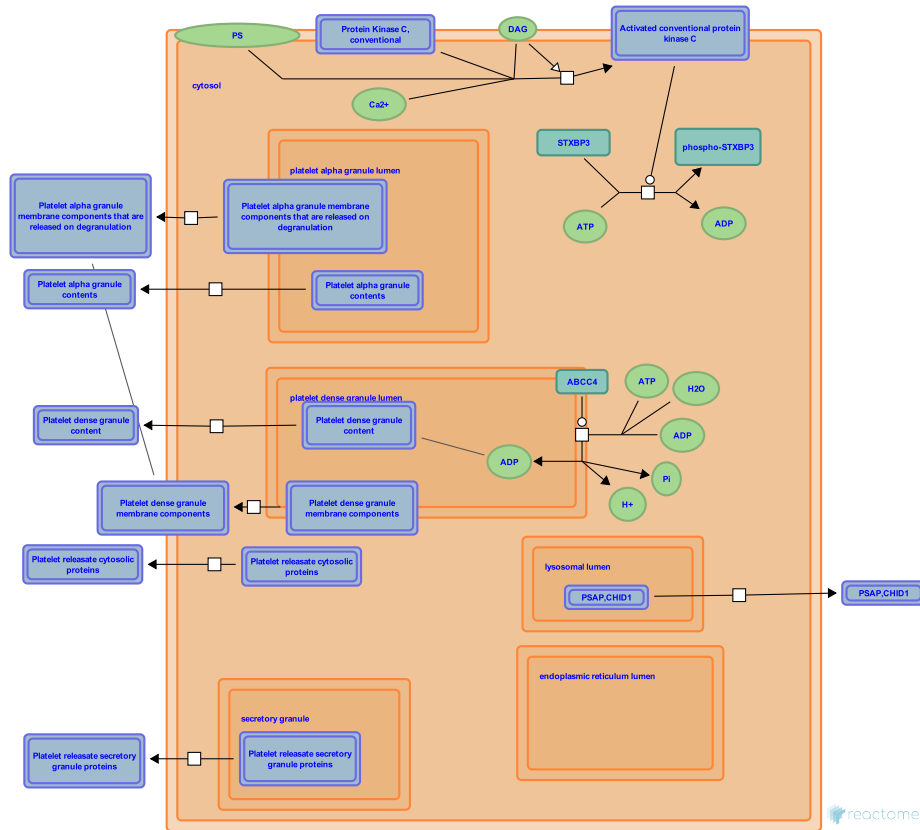 PS
Protein Kinase C,
conventional
DAG
Activated conventional protein
kinase C
cytosol
Ca2+
STXBP3
phospho-STXBP3
ATP
ADP
platelet alpha granule lumen
Platelet alpha granule
membrane components that are
released on degranulation
Platelet alpha granule membrane
components that are released on
degranulation
Platelet alpha granule
contents
Platelet alpha granule
contents
platelet dense granule lumen
ABCC4
ATP
H2O
Platelet dense granule
content
Platelet dense granule
content
ADP
ADP
Pi
H+
Platelet dense granule
membrane components
Platelet dense granule
membrane components
Platelet releasate cytosolic
proteins
Platelet releasate cytosolic
proteins
lysosomal lumen
PSAP,CHID1
PSAP,CHID1
endoplasmic reticulum lumen
secretory granule
Platelet releasate secretory
granule proteins
Platelet releasate secretory
granule proteins
reactome